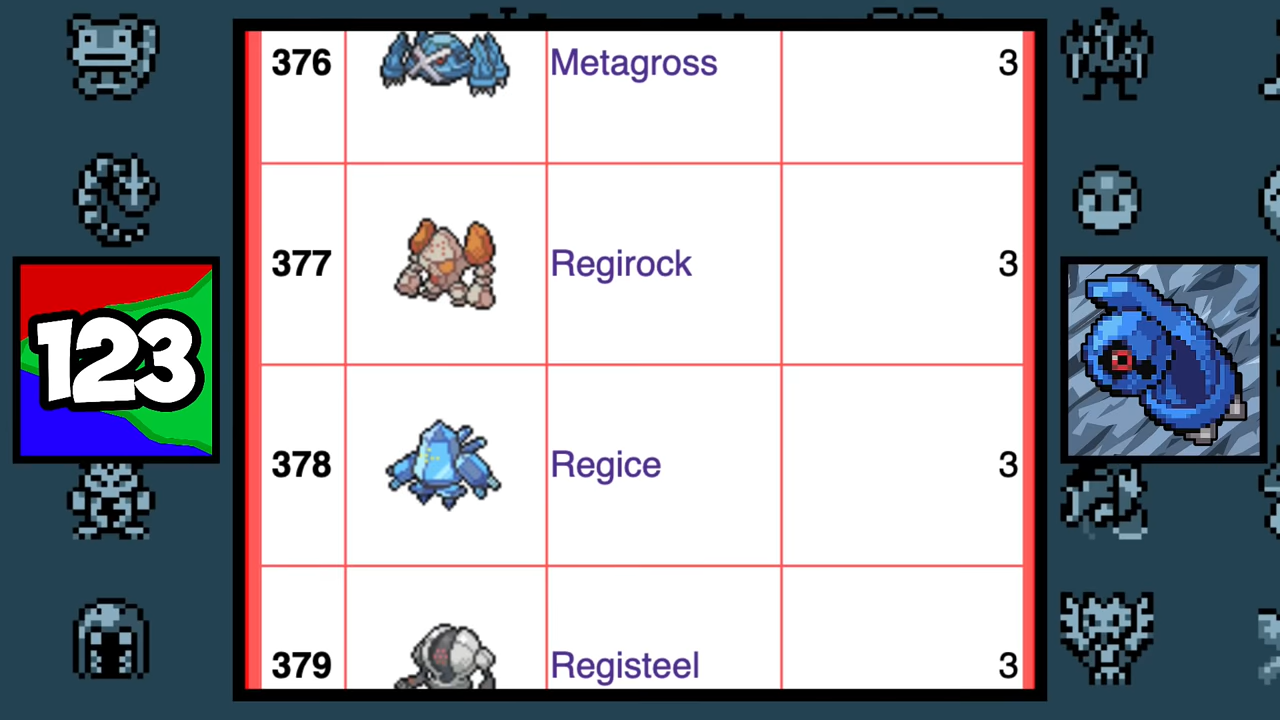 376 Metagross 3
377 Regirock 3
123
378 Regice 3
379 Registeel 3